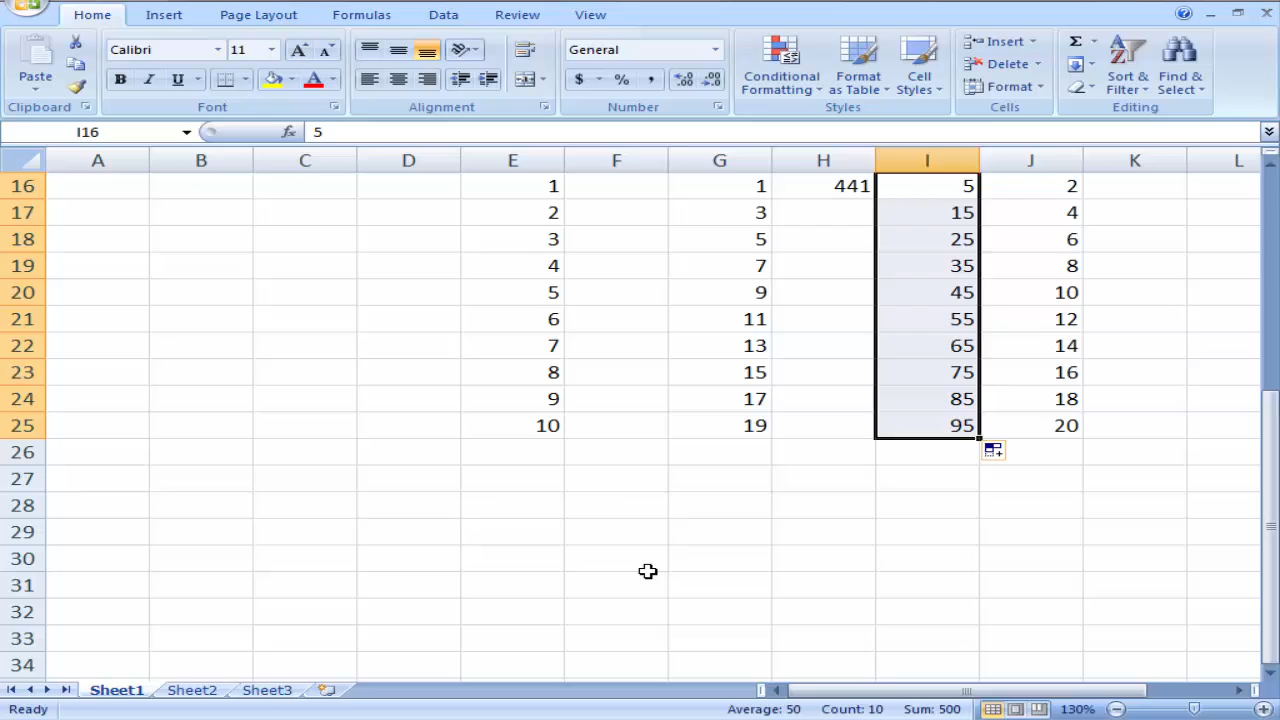 Home Insert Page Layout Formulas Data Review View
Paste
Calibri 11 A A
B I U A
General
$ % ,
Conditional Formatting
Format as Table
Cell Styles
Insert
Delete
Format
Σ
Sort & Filter
Find & Select
Clipboard Font Alignment Number Styles Cells Editing
I16 fx 5
A B C D E F G H I J K L
16 1 1 441 5 2
17 2 3 15 4
18 3 5 25 6
19 4 7 35 8
20 5 9 45 10
21 6 11 55 12
22 7 13 65 14
23 8 15 75 16
24 9 17 85 18
25 10 19 95 20
26
27
28
29
30
31
32
33
34
Sheet1 Sheet2 Sheet3
Ready Average: 50 Count: 10 Sum: 500 130%